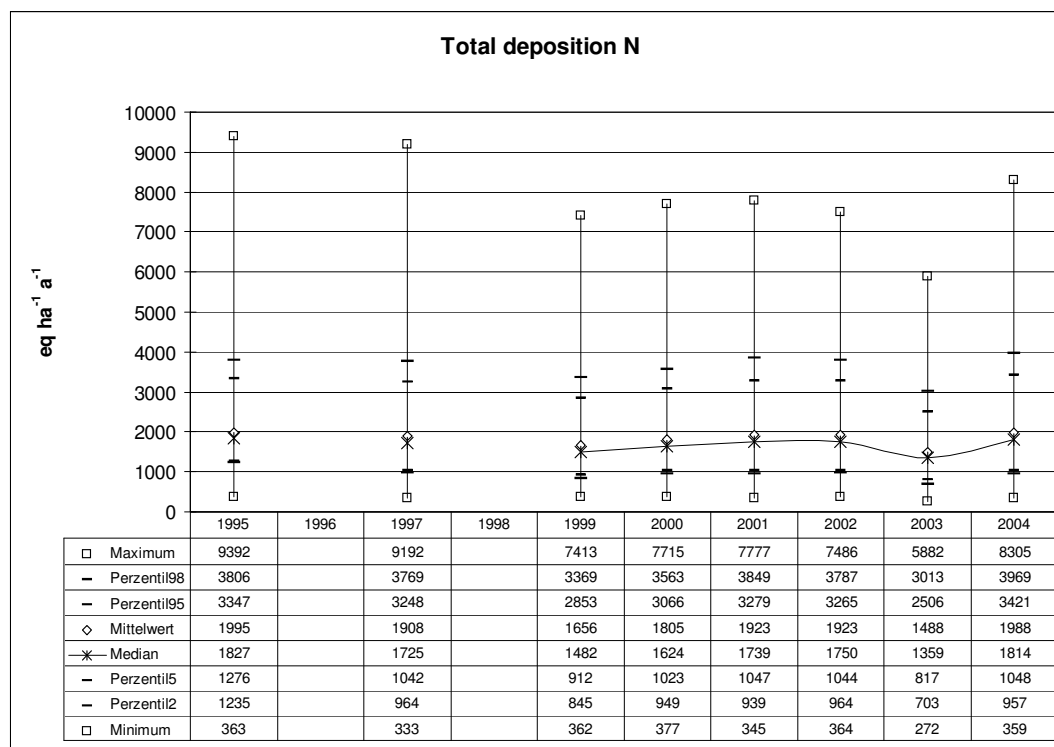 Total deposition N
eq ha⁻¹ a⁻¹
10000
9000
8000
7000
6000
5000
4000
3000
2000
1000
0
1995 1996 1997 1998 1999 2000 2001 2002 2003 2004
Maximum 9392 9192 7413 7715 7777 7486 5882 8305
Perzentil98 3806 3769 3369 3563 3849 3787 3013 3969
Perzentil95 3347 3248 2853 3066 3279 3265 2506 3421
Mittelwert 1995 1908 1656 1805 1923 1923 1488 1988
Median 1827 1725 1482 1624 1739 1750 1359 1814
Perzentil5 1276 1042 912 1023 1047 1044 817 1048
Perzentil2 1235 964 845 949 939 964 703 957
Minimum 363 333 362 377 345 364 272 359